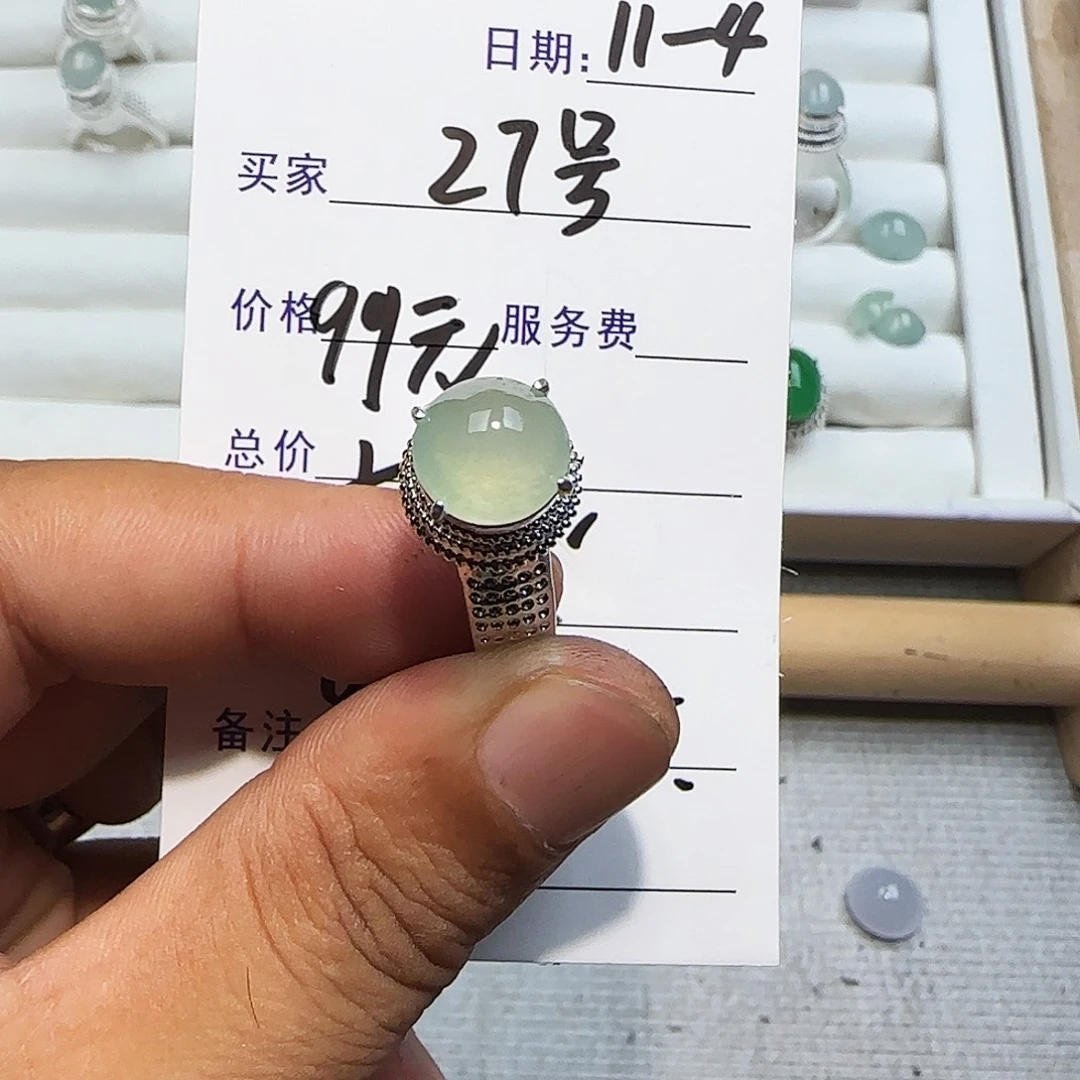 日期:11-4
买家 27号
价格99元 服务费
总价
备注